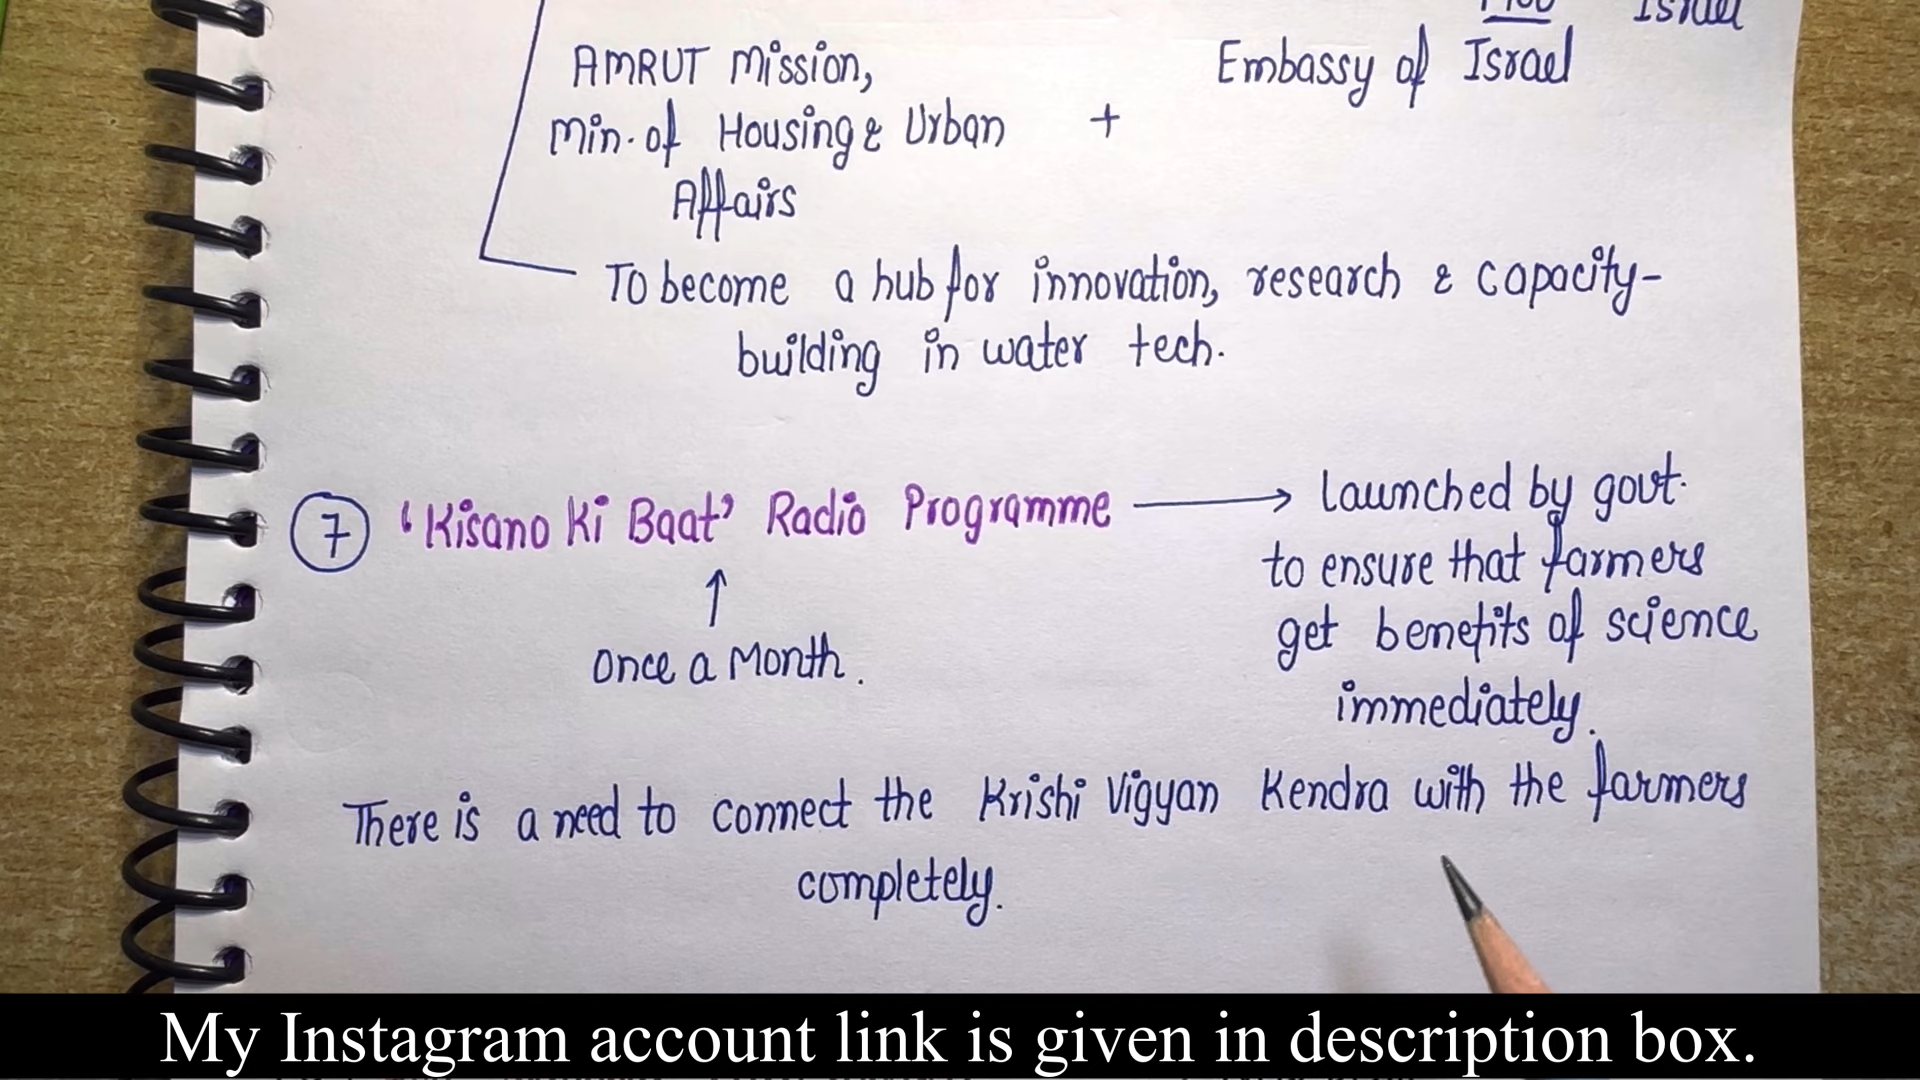 Israel
AMRUT Mission,
Embassy of Israel
Min. of Housing & Urban
+
Affairs
To become a hub for innovation, research & capacity-
building in water tech.
7 'Kisano Ki Baat' Radio Programme → Launched by govt.
to ensure that farmers
get benefits of science
immediately.
↑
Once a Month.
There is a need to connect the Krishi Vigyan Kendra with the farmers
completely.
My Instagram account link is given in description box.